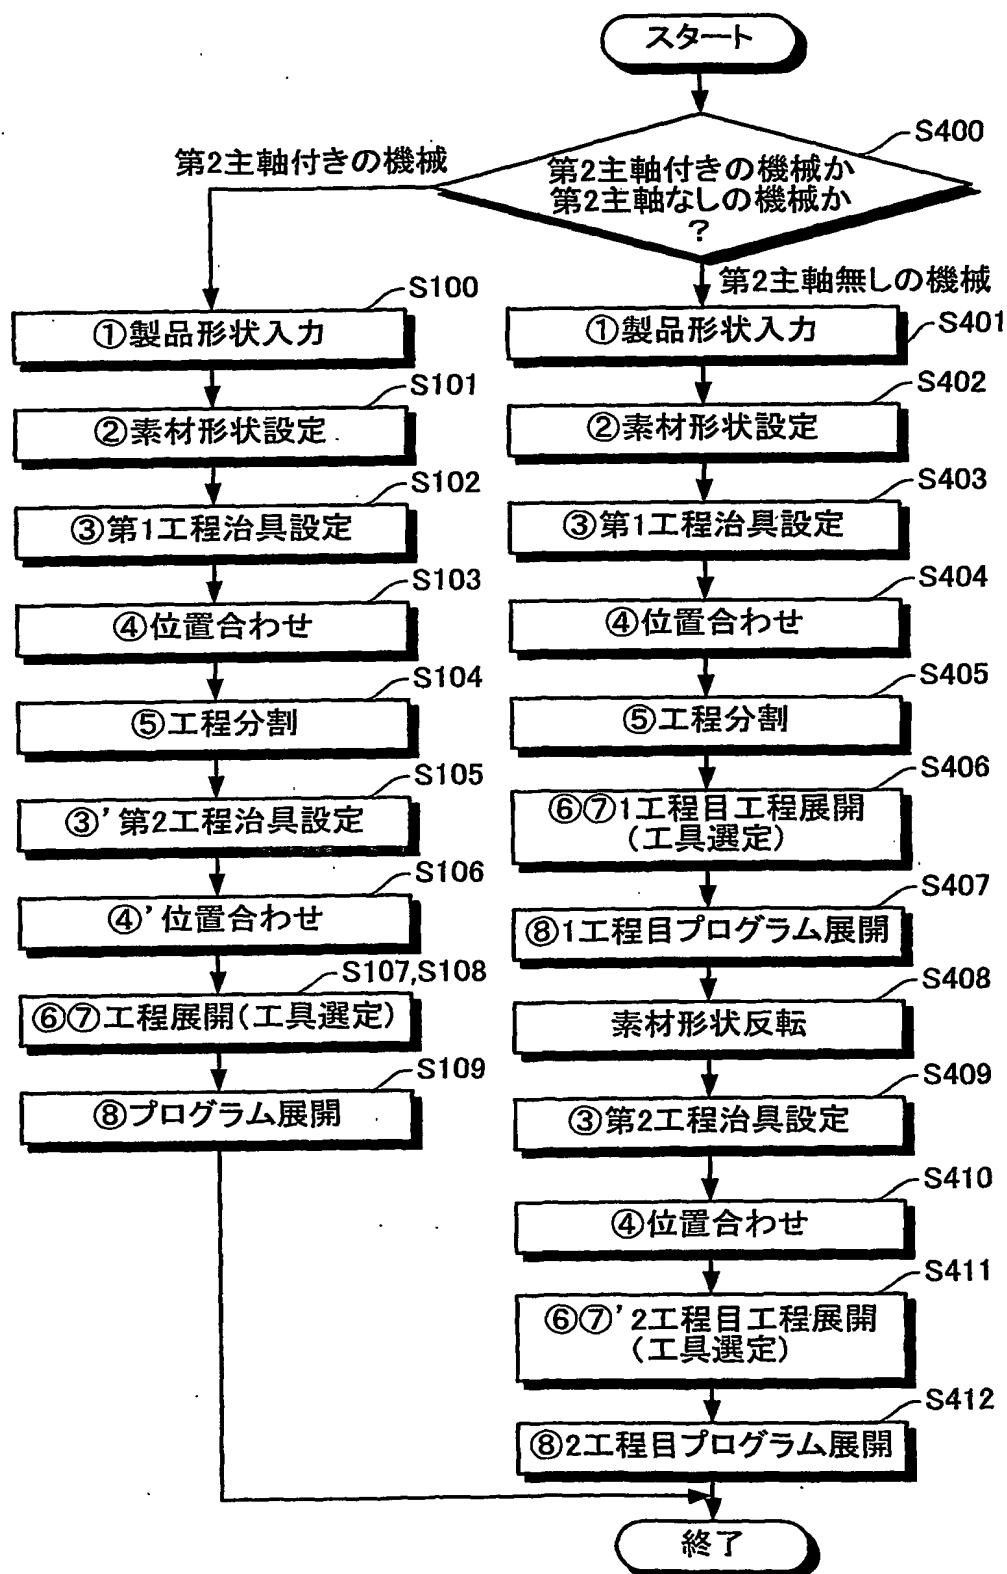 スタート
S400
第2主軸付きの機械か
第2主軸なしの機械か
?
第2主軸付きの機械
第2主軸無しの機械
S100
①製品形状入力
S101
②素材形状設定
S102
③第1工程治具設定
S103
④位置合わせ
S104
⑤工程分割
S105
③'第2工程治具設定
S106
④'位置合わせ
S107,S108
⑥⑦工程展開(工具選定)
S109
⑧プログラム展開
S401
①製品形状入力
S402
②素材形状設定
S403
③第1工程治具設定
S404
④位置合わせ
S405
⑤工程分割
S406
⑥⑦1工程目工程展開
(工具選定)
S407
⑧1工程目プログラム展開
S408
素材形状反転
S409
③第2工程治具設定
S410
④位置合わせ
S411
⑥⑦'2工程目工程展開
(工具選定)
S412
⑧2工程目プログラム展開
終了